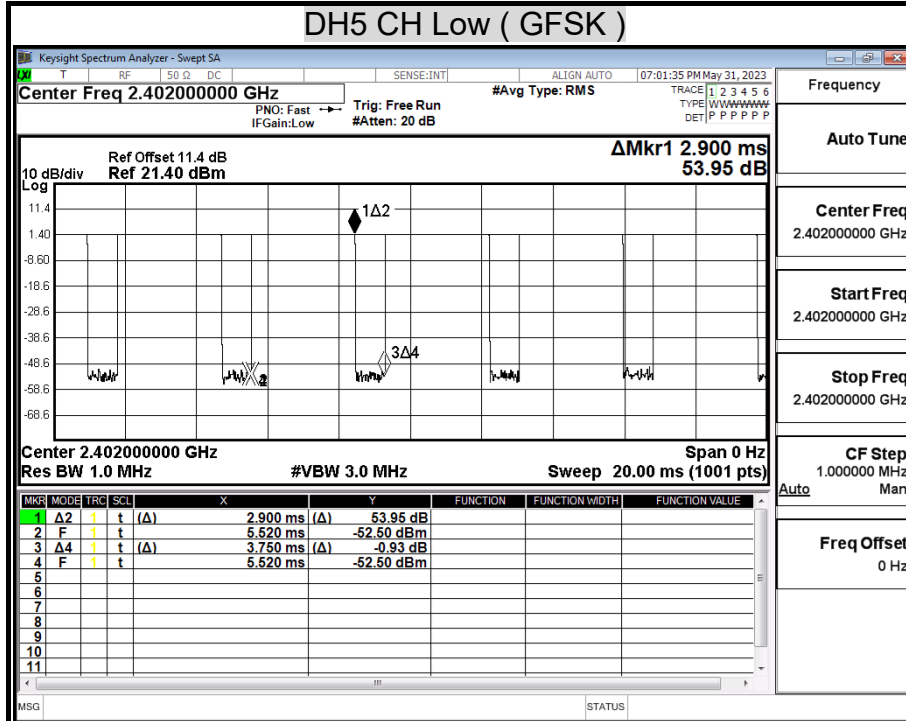 DH5 CH Low ( GFSK )
Keysight Spectrum Analyzer - Swept SA
LXI T RF 50 Ω DC SENSE:INT ALIGN AUTO 07:01:35 PM May 31, 2023
Center Freq 2.402000000 GHz
PNO: Fast
IFGain:Low
Trig: Free Run
#Atten: 20 dB
#Avg Type: RMS
TRACE 1 2 3 4 5 6
TYPE WWWWWW
DET P P P P P P
ΔMkr1 2.900 ms
53.95 dB
Ref Offset 11.4 dB
10 dB/div Ref 21.40 dBm
Log
11.4
1.40
-8.60
-18.6
-28.6
-38.6
-48.6
-58.6
-68.6
1Δ2
3Δ4
Center 2.402000000 GHz Span 0 Hz
Res BW 1.0 MHz #VBW 3.0 MHz Sweep 20.00 ms (1001 pts)
MKR MODE TRC SCL X Y FUNCTION FUNCTION WIDTH FUNCTION VALUE
1 Δ2 1 t (Δ) 2.900 ms (Δ) 53.95 dB
2 F 1 t 5.520 ms -52.50 dBm
3 Δ4 1 t (Δ) 3.750 ms (Δ) -0.93 dB
4 F 1 t 5.520 ms -52.50 dBm
5
6
7
8
9
10
11
MSG STATUS
Frequency
Auto Tune
Center Freq
2.402000000 GHz
Start Freq
2.402000000 GHz
Stop Freq
2.402000000 GHz
CF Step
1.000000 MHz
Auto Man
Freq Offset
0 Hz